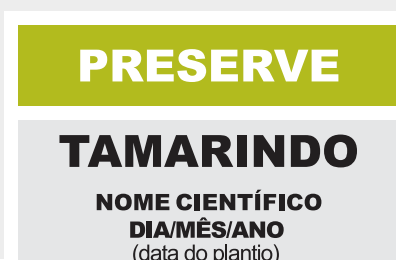 PRESERVE
TAMARINDO
NOME CIENTÍFICO
DIA/MÊS/ANO
(data do plantio)